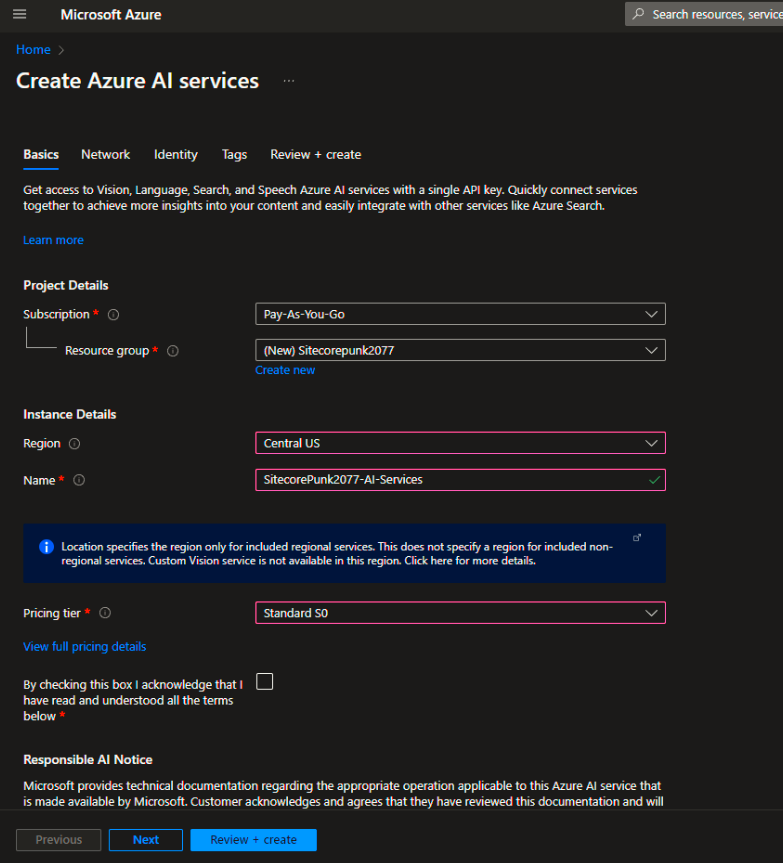 Microsoft Azure
Search resources, service
Home
Create Azure AI services
Basics Network Identity Tags Review + create
Get access to Vision, Language, Search, and Speech Azure AI services with a single API key. Quickly connect services
together to achieve more insights into your content and easily integrate with other services like Azure Search.
Learn more
Project Details
Subscription *
Pay-As-You-Go
Resource group *
(New) Sitecorepunk2077
Create new
Instance Details
Region
Central US
Name *
SitecorePunk2077-AI-Services
Location specifies the region only for included regional services. This does not specify a region for included non-
regional services. Custom Vision service is not available in this region. Click here for more details.
Pricing tier *
Standard S0
View full pricing details
By checking this box I acknowledge that I
have read and understood all the terms
below *
Responsible AI Notice
Microsoft provides technical documentation regarding the appropriate operation applicable to this Azure AI service that
is made available by Microsoft. Customer acknowledges and agrees that they have reviewed this documentation and will
Previous Next Review + create